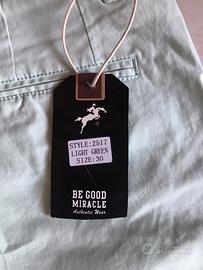 ®
STYLE:2517
LIGHT GREEN
SIZE:30
BE GOOD
MIRACLE
Authentic Wear